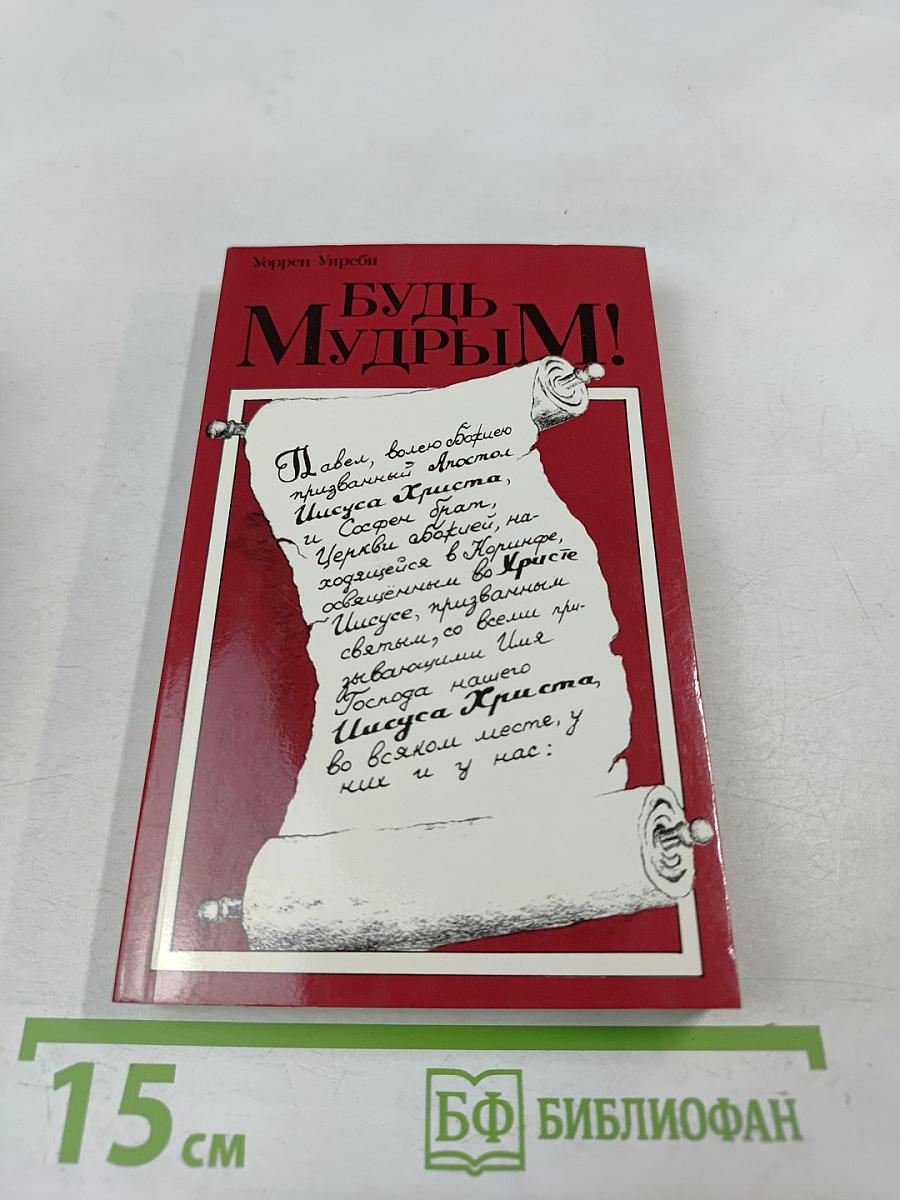 Уоррен Уирсби
БУДЬ
МУДРЫМ!
Павел, волею Божиею
призванный Апостол
Иисуса Христа,
и Сосфен брат,
Церкви Божией, на-
ходящейся в Коринфе,
освящённым во Христе
Иисусе, призванным
святым, со всеми при-
зывающими Имя
Господа нашего
Иисуса Христа,
во всяком месте, у
них и у нас:
15 см
БФ БИБЛИОФАН